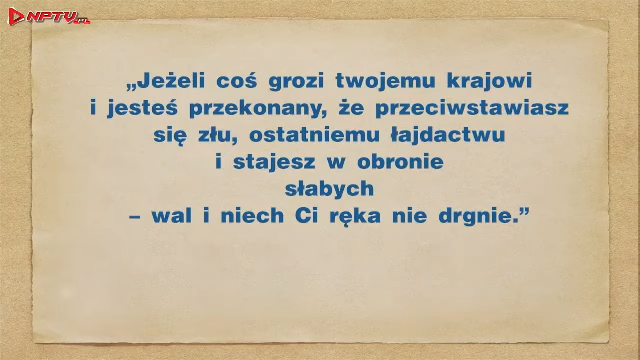 NPTV.PL
„Jeżeli coś grozi twojemu krajowi
i jesteś przekonany, że przeciwstawiasz
się złu, ostatniemu łajdactwu
i stajesz w obronie
słabych
– wal i niech Ci ręka nie drgnie.”